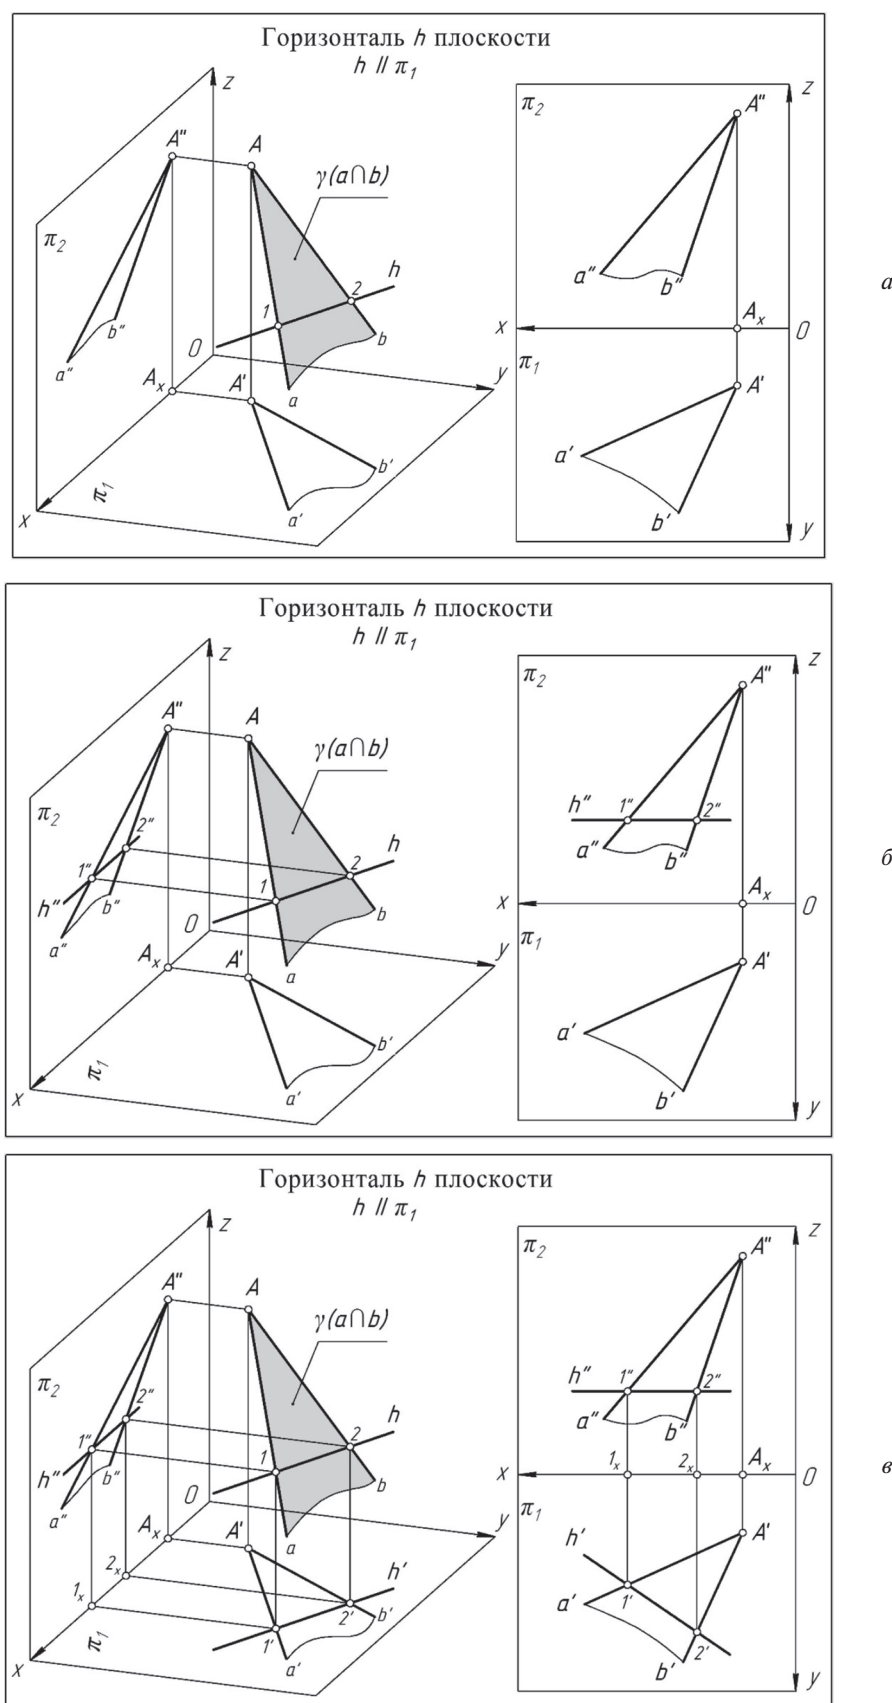 Горизонталь h плоскости
h // π₁
z
A" A
γ(a∩b)
π₂
h
2
1
b"
a"
O
b
a
Aₓ A'
y
b'
a'
π₁
x
π₂
z
A"
a"
b"
x
Aₓ
O
π₁
A'
a'
b'
y
а
Горизонталь h плоскости
h // π₁
z
A" A
γ(a∩b)
π₂
2"
h
1"
2
1
h"
b"
a"
O
b
a
Aₓ A'
y
b'
a'
π₁
x
π₂
z
A"
h" 1" 2"
a"
b"
x
Aₓ
O
π₁
A'
a'
b'
y
б
Горизонталь h плоскости
h // π₁
z
A" A
γ(a∩b)
π₂
2"
h
1"
2
1
h"
b"
a"
O
b
a
Aₓ A'
y
2ₓ
h'
1ₓ
2' b'
1'
a'
π₁
x
π₂
z
A"
h" 1" 2"
a"
b"
x
1ₓ 2ₓ Aₓ
O
π₁
h'
A'
a' 1'
2'
b'
y
в